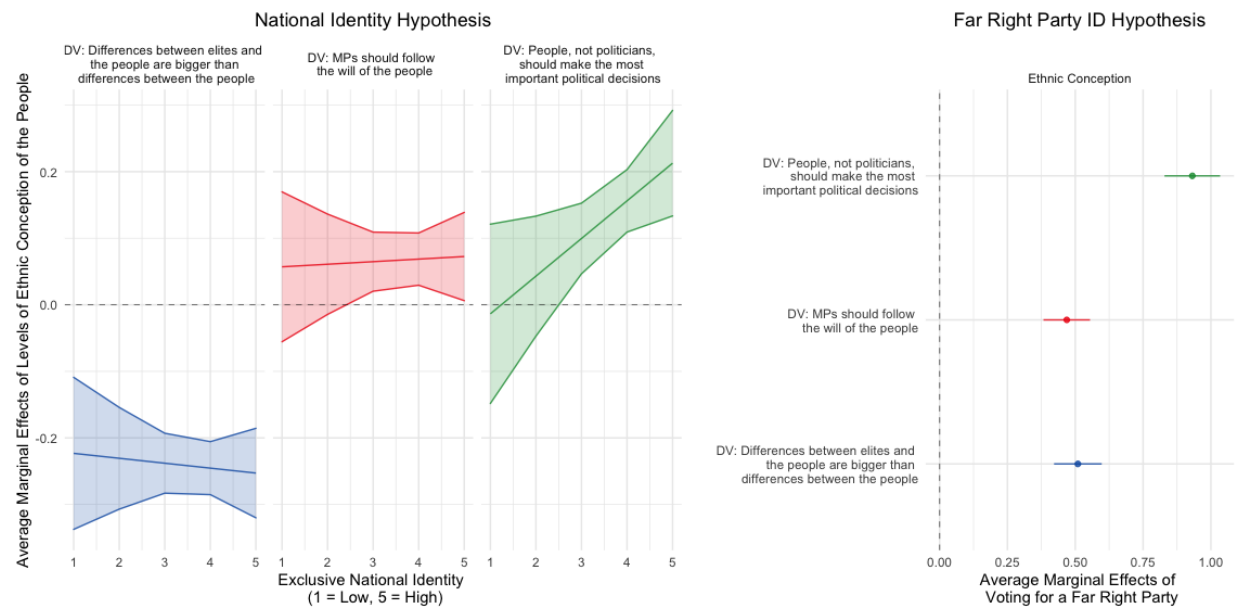 National Identity Hypothesis
DV: Differences between elites and
the people are bigger than
differences between the people
DV: MPs should follow
the will of the people
DV: People, not politicians,
should make the most
important political decisions
Average Marginal Effects of Levels of Ethnic Conception of the People
0.2
0.0
-0.2
1 2 3 4 5
1 2 3 4 5
1 2 3 4 5
Exclusive National Identity
(1 = Low, 5 = High)
Far Right Party ID Hypothesis
Ethnic Conception
DV: People, not politicians,
should make the most
important political decisions
DV: MPs should follow
the will of the people
DV: Differences between elites and
the people are bigger than
differences between the people
0.00 0.25 0.50 0.75 1.00
Average Marginal Effects of
Voting for a Far Right Party